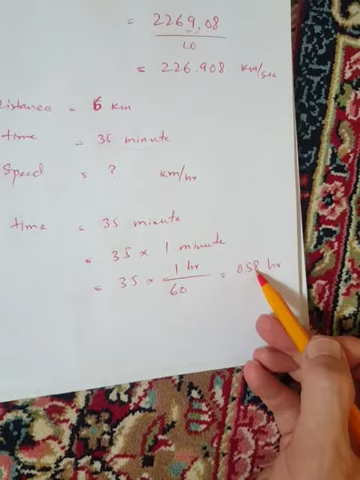 = 2269.08
10
= 226.908 km/sec
Distance = 6 km
time = 35 minute
Speed = ? km/hr
time = 35 minute
= 35 × 1 minute
= 35 × 1 hr = 0.58 hr
60